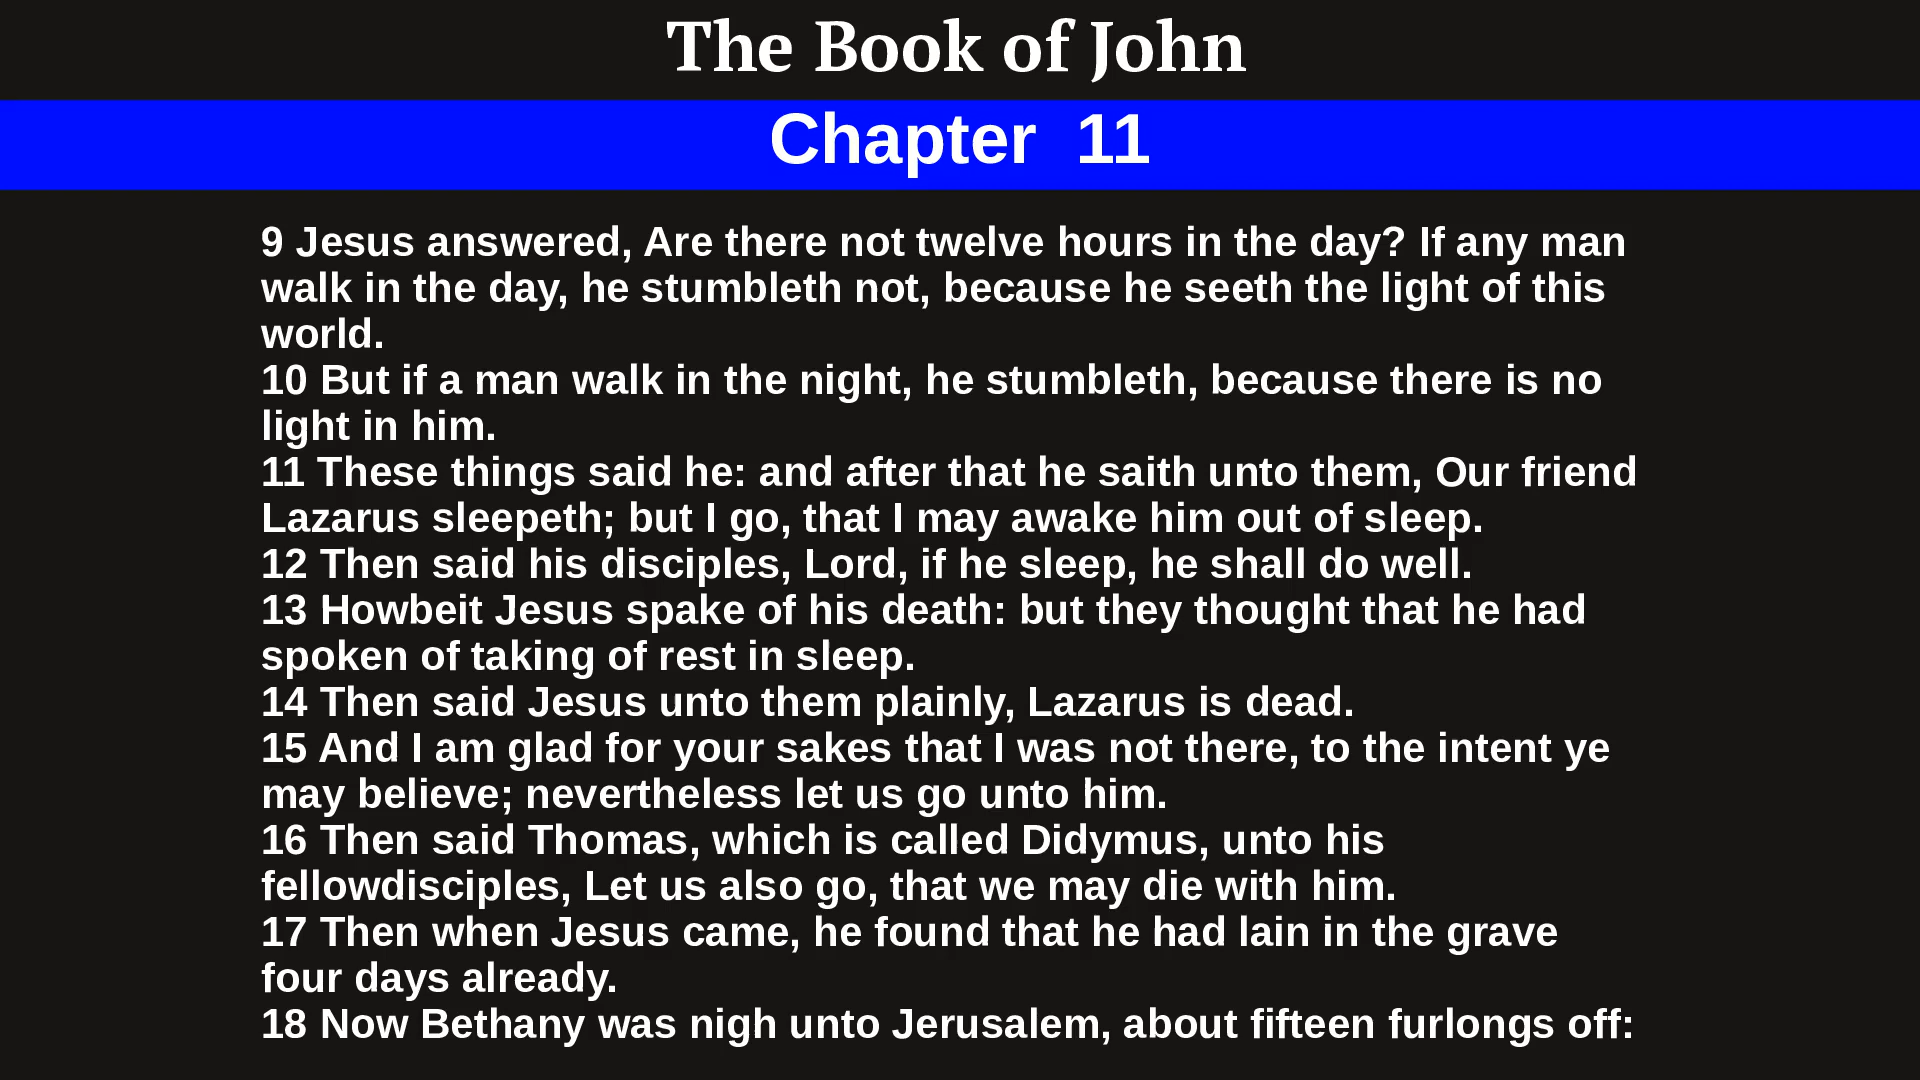 The Book of John
Chapter 11
9 Jesus answered, Are there not twelve hours in the day? If any man
walk in the day, he stumbleth not, because he seeth the light of this
world.
10 But if a man walk in the night, he stumbleth, because there is no
light in him.
11 These things said he: and after that he saith unto them, Our friend
Lazarus sleepeth; but I go, that I may awake him out of sleep.
12 Then said his disciples, Lord, if he sleep, he shall do well.
13 Howbeit Jesus spake of his death: but they thought that he had
spoken of taking of rest in sleep.
14 Then said Jesus unto them plainly, Lazarus is dead.
15 And I am glad for your sakes that I was not there, to the intent ye
may believe; nevertheless let us go unto him.
16 Then said Thomas, which is called Didymus, unto his
fellowdisciples, Let us also go, that we may die with him.
17 Then when Jesus came, he found that he had lain in the grave
four days already.
18 Now Bethany was nigh unto Jerusalem, about fifteen furlongs off: